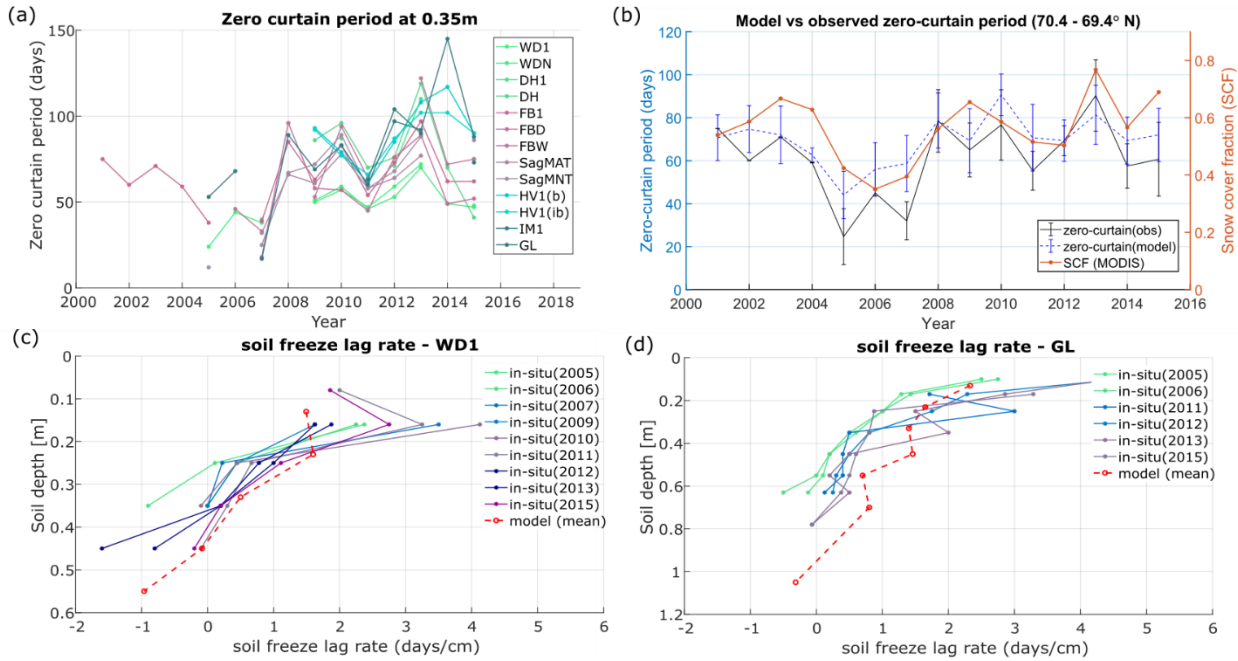 (a)
Zero curtain period at 0.35m
Zero curtain period (days)
150
100
50
0
2000 2002 2004 2006 2008 2010 2012 2014 2016 2018
Year
WD1
WDN
DH1
DH
FB1
FBD
FBW
SagMAT
SagMNT
HV1(b)
HV1(ib)
IM1
GL
(b)
Model vs observed zero-curtain period (70.4 - 69.4° N)
Zero-curtain period (days)
120
100
80
60
40
20
0
2000 2002 2004 2006 2008 2010 2012 2014 2016
Year
Snow cover fraction (SCF)
0.8
0.6
0.4
0.2
0
zero-curtain(obs)
zero-curtain(model)
SCF (MODIS)
(c)
soil freeze lag rate - WD1
Soil depth [m]
0
0.1
0.2
0.3
0.4
0.5
0.6
-2 -1 0 1 2 3 4 5 6
soil freeze lag rate (days/cm)
in-situ(2005)
in-situ(2006)
in-situ(2007)
in-situ(2009)
in-situ(2010)
in-situ(2011)
in-situ(2012)
in-situ(2013)
in-situ(2015)
model (mean)
(d)
soil freeze lag rate - GL
Soil depth [m]
0
0.2
0.4
0.6
0.8
1
1.2
-2 -1 0 1 2 3 4 5 6
soil freeze lag rate (days/cm)
in-situ(2005)
in-situ(2006)
in-situ(2011)
in-situ(2012)
in-situ(2013)
in-situ(2015)
model (mean)